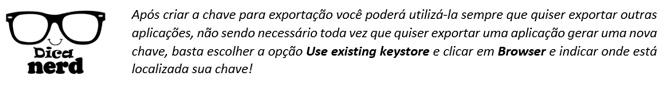 Dica
nerd
Após criar a chave para exportação você poderá utilizá-la sempre que quiser exportar outras
aplicações, não sendo necessário toda vez que quiser exportar uma aplicação gerar uma nova
chave, basta escolher a opção Use existing keystore e clicar em Browser e indicar onde está
localizada sua chave!